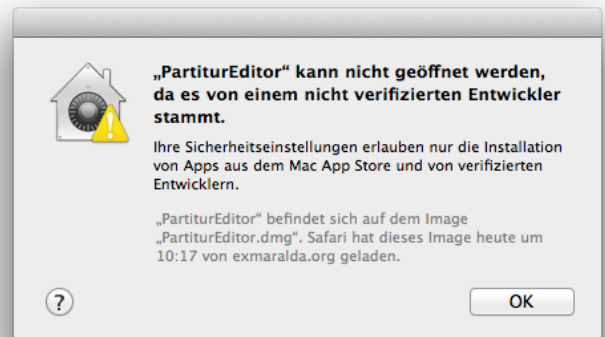 „PartiturEditor“ kann nicht geöffnet werden,
da es von einem nicht verifizierten Entwickler
stammt.
Ihre Sicherheitseinstellungen erlauben nur die Installation
von Apps aus dem Mac App Store und von verifizierten
Entwicklern.
„PartiturEditor“ befindet sich auf dem Image
„PartiturEditor.dmg“. Safari hat dieses Image heute um
10:17 von exmaralda.org geladen.
?
OK